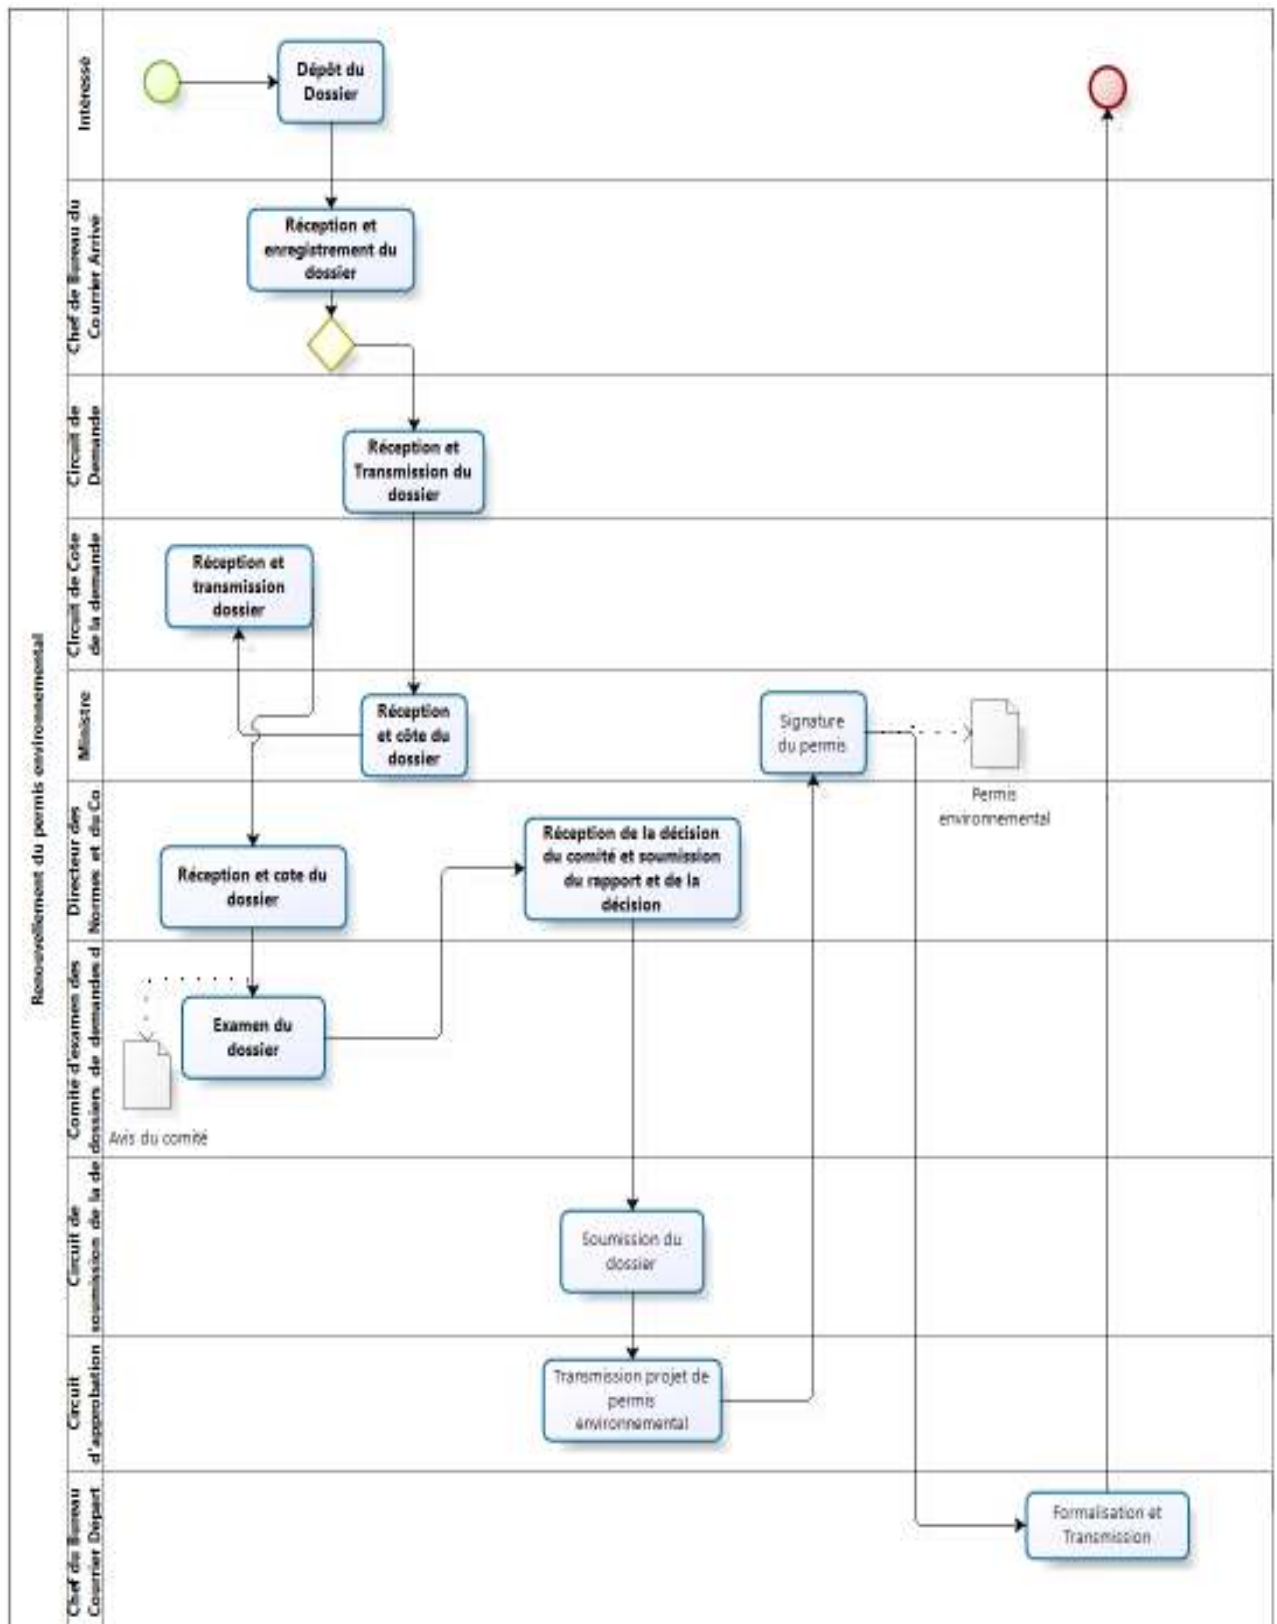 Renouvellement du permis environnemental
Intéressé
Dépôt du
Dossier
Chef de Bureau du
Courrier Arrivé
Réception et
enregistrement du
dossier
Circuit de
Demande
Réception et
Transmission du
dossier
Circuit de Cote
de la demande
Réception et
transmission
dossier
Ministre
Réception
et côte du
dossier
Signature
du permis
Permis
environnemental
Directeur des
Normes et du Co
Réception et cote du
dossier
Réception de la décision
du comité et soumission
du rapport et de la
décision
Comité d'examen des
dossiers de demandes d
Examen du
dossier
Avis du comité
Circuit de
soumission de la de
Soumission du
dossier
Circuit
d'approbation
Transmission projet de
permis
environnemental
Chef du Bureau
Courrier Départ
Formalisation et
Transmission